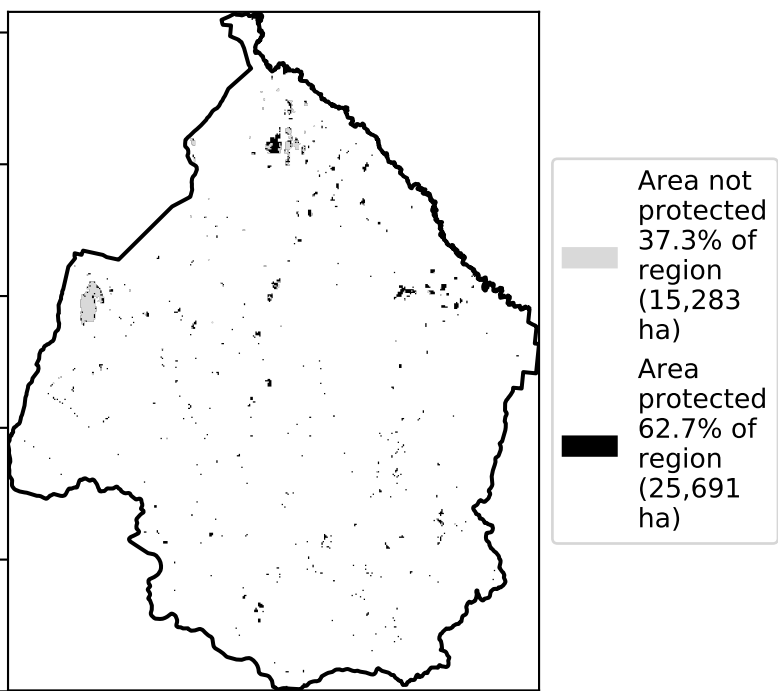 Area not
protected
37.3% of
region
(15,283
ha)
Area
protected
62.7% of
region
(25,691
ha)